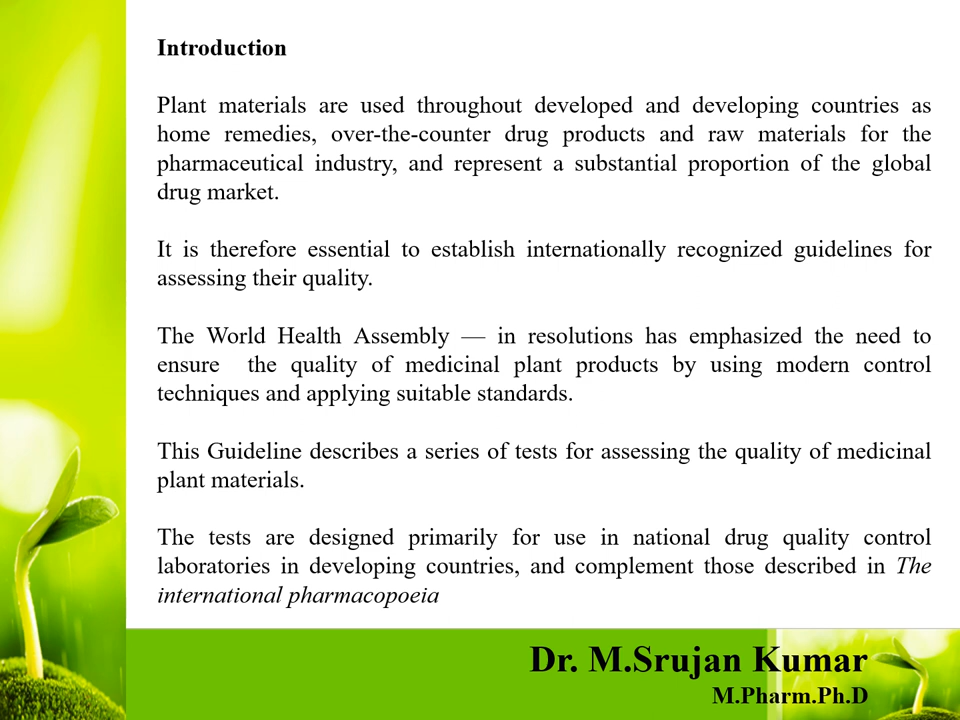 Introduction
Plant materials are used throughout developed and developing countries as
home remedies, over-the-counter drug products and raw materials for the
pharmaceutical industry, and represent a substantial proportion of the global
drug market.
It is therefore essential to establish internationally recognized guidelines for
assessing their quality.
The World Health Assembly — in resolutions has emphasized the need to
ensure the quality of medicinal plant products by using modern control
techniques and applying suitable standards.
This Guideline describes a series of tests for assessing the quality of medicinal
plant materials.
The tests are designed primarily for use in national drug quality control
laboratories in developing countries, and complement those described in The
international pharmacopoeia
Dr. M.Srujan Kumar
M.Pharm.Ph.D